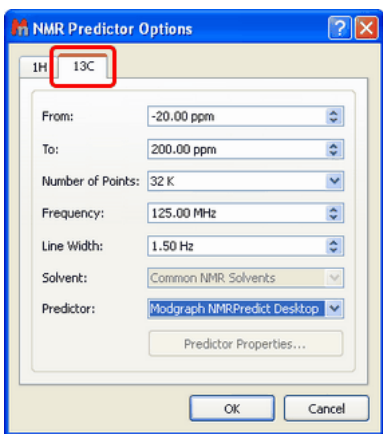 NMR Predictor Options
1H 13C
From: -20.00 ppm
To: 200.00 ppm
Number of Points: 32 K
Frequency: 125.00 MHz
Line Width: 1.50 Hz
Solvent: Common NMR Solvents
Predictor: Modgraph NMRPredict Desktop
Predictor Properties...
OK Cancel